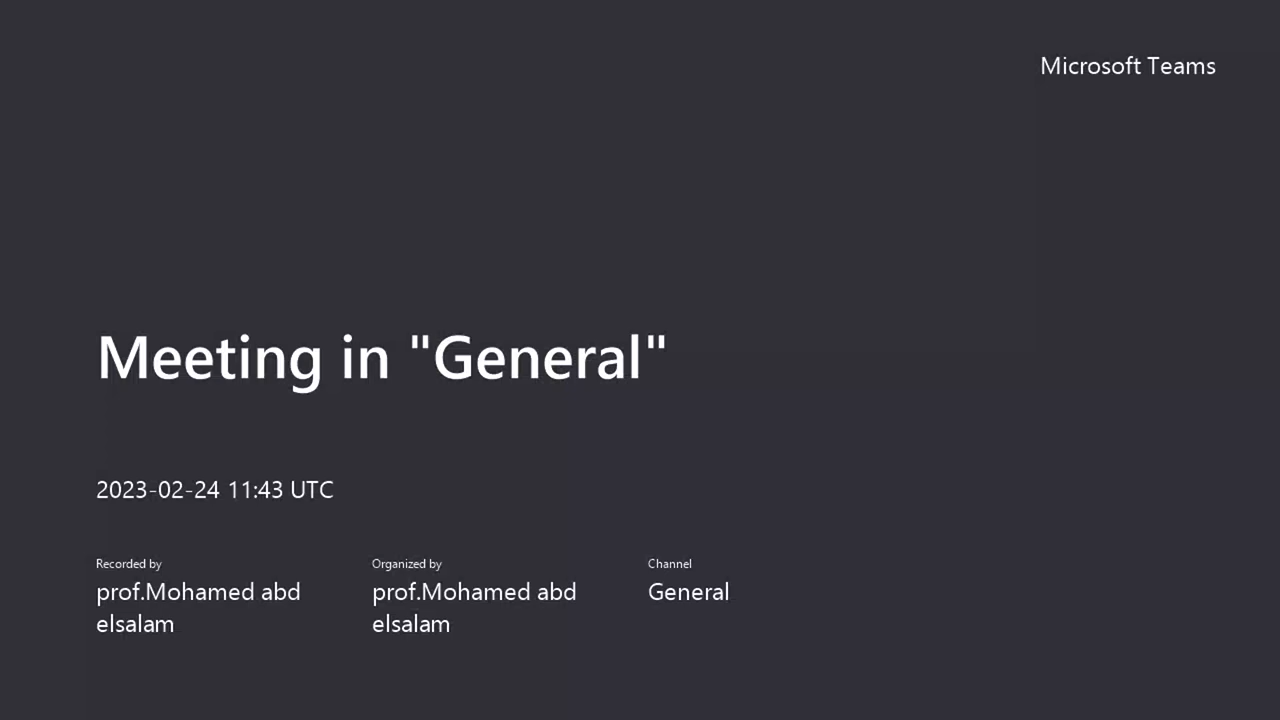 Microsoft Teams
Meeting in "General"
2023-02-24 11:43 UTC
Recorded by
prof.Mohamed abd
elsalam
Organized by
prof.Mohamed abd
elsalam
Channel
General